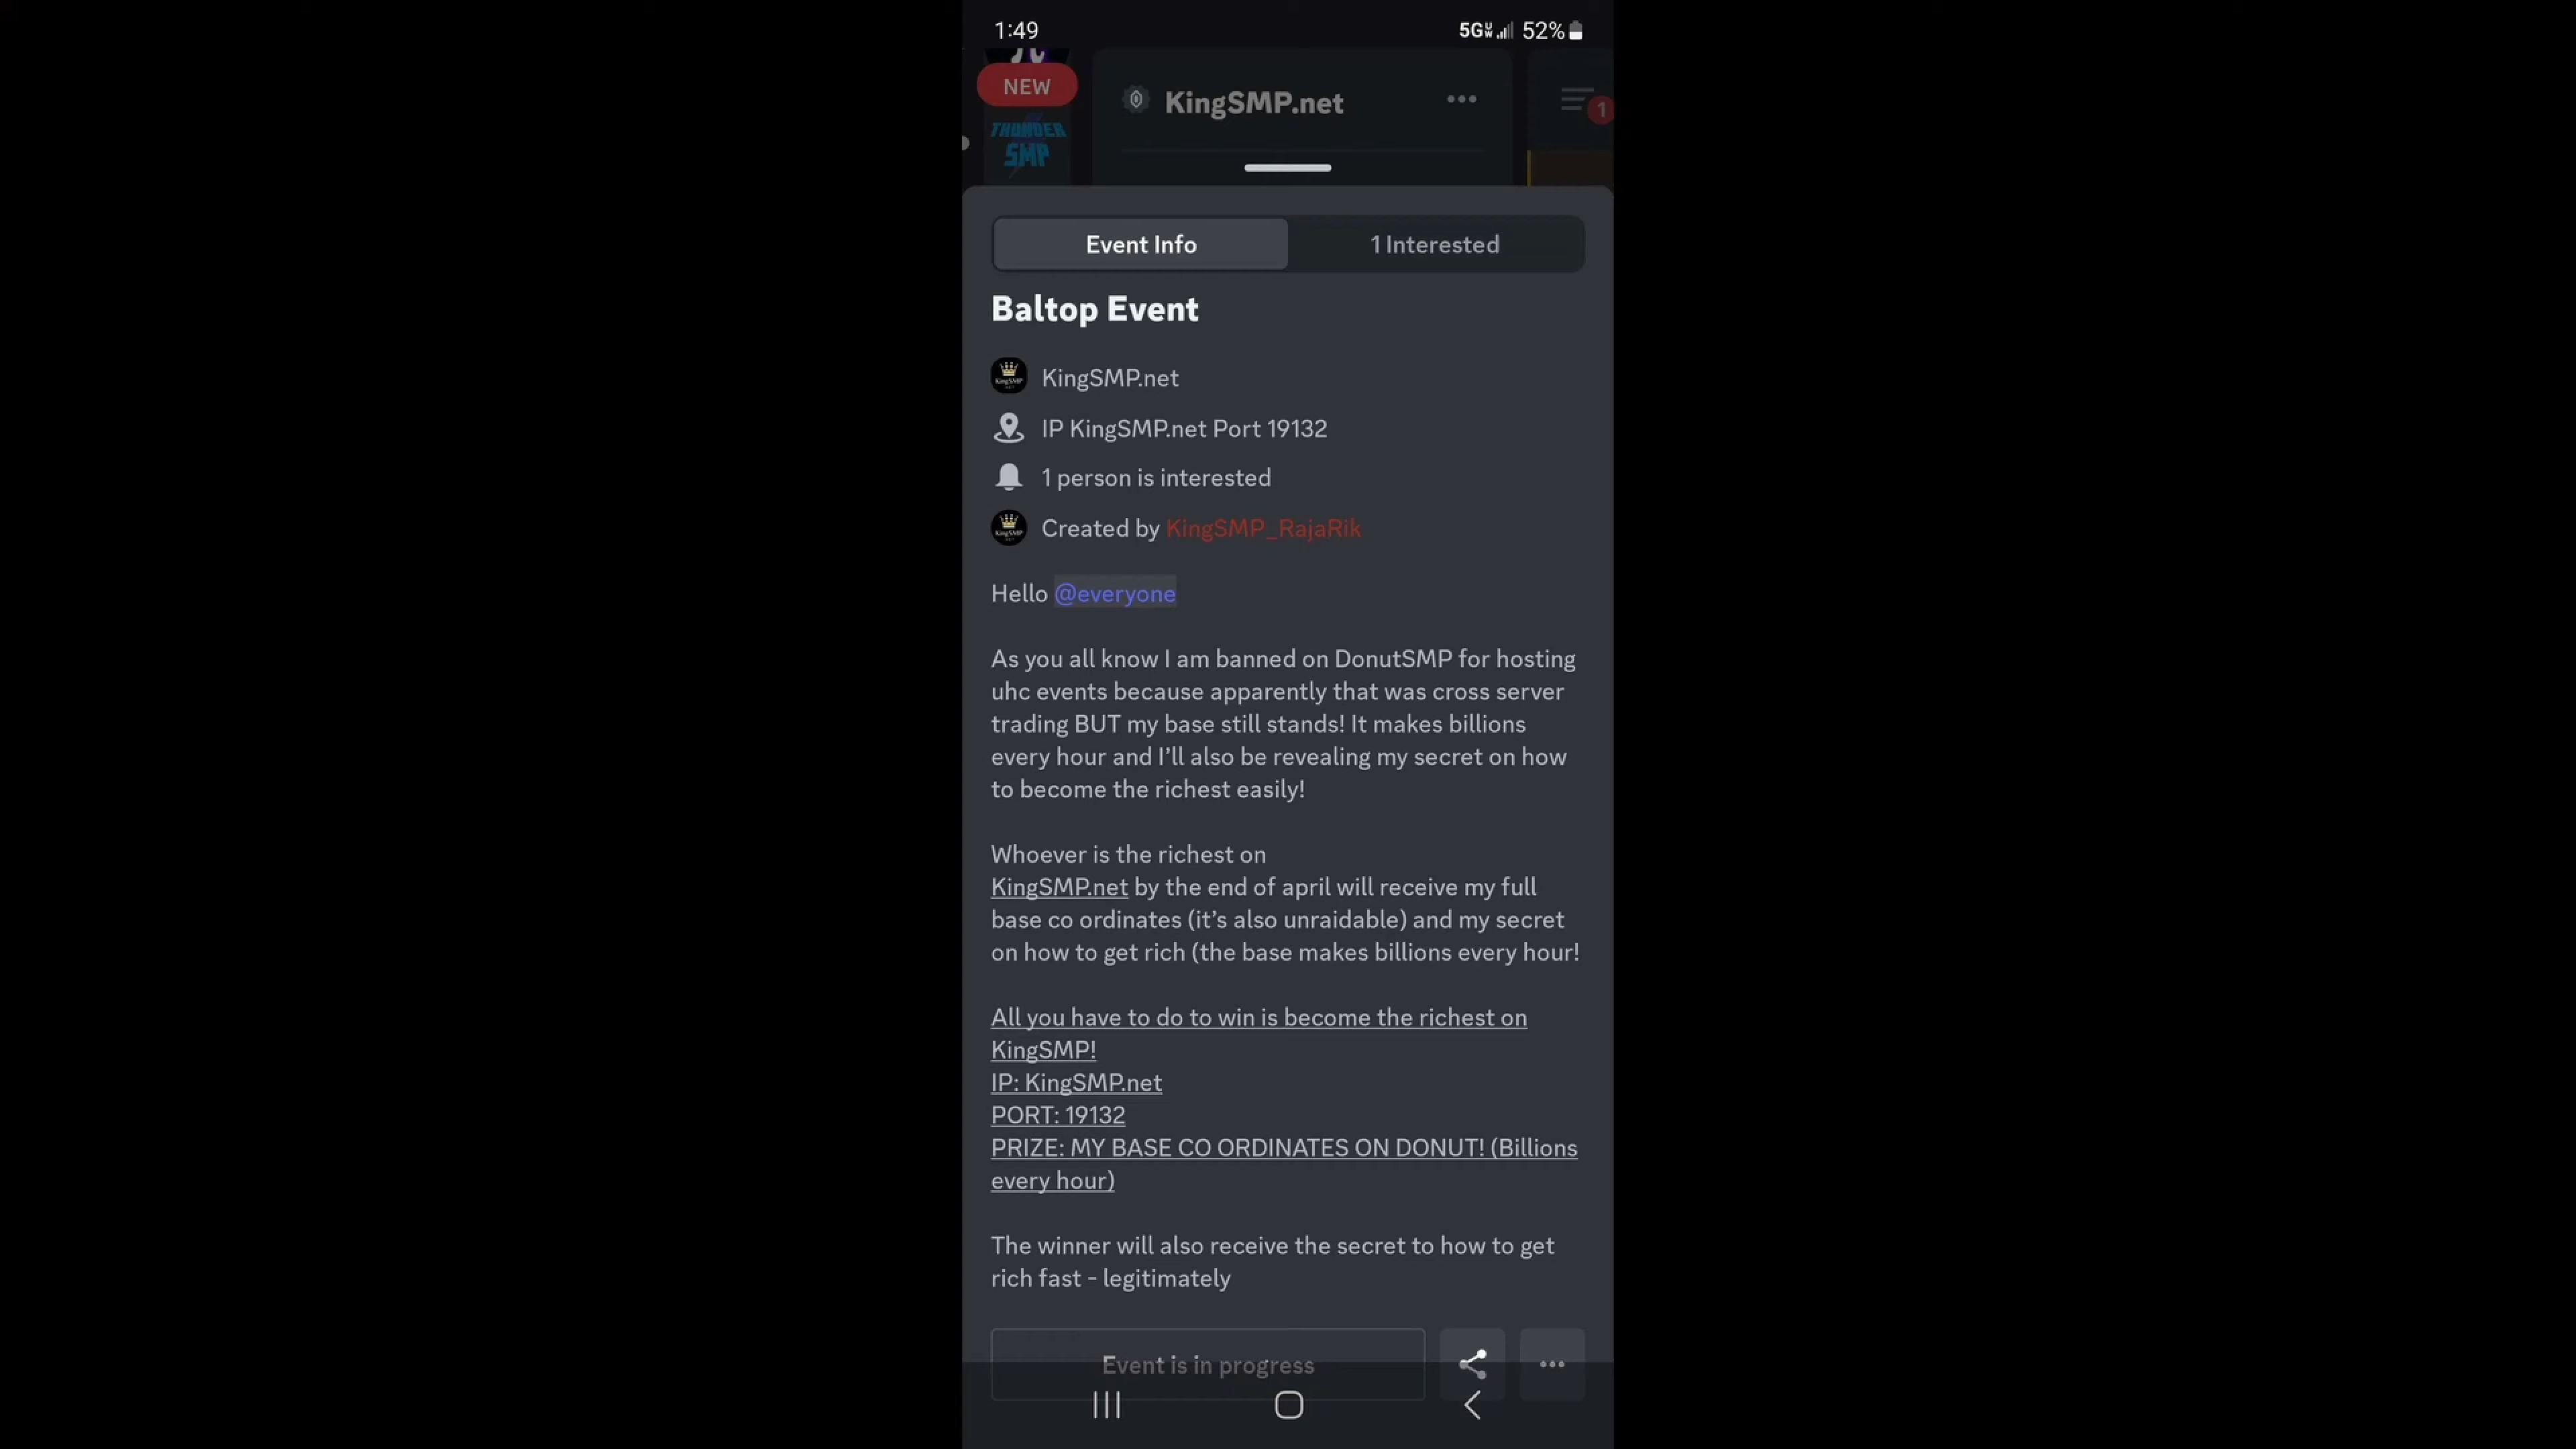 1:49
5G UW 52%
NEW
THUNDER
SMP
KingSMP.net
1
Event Info
1 Interested
Baltop Event
KingSMP.net
IP KingSMP.net Port 19132
1 person is interested
Created by KingSMP_RajaRik
Hello @everyone
As you all know I am banned on DonutSMP for hosting
uhc events because apparently that was cross server
trading BUT my base still stands! It makes billions
every hour and I’ll also be revealing my secret on how
to become the richest easily!
Whoever is the richest on
KingSMP.net by the end of april will receive my full
base co ordinates (it’s also unraidable) and my secret
on how to get rich (the base makes billions every hour!
All you have to do to win is become the richest on
KingSMP!
IP: KingSMP.net
PORT: 19132
PRIZE: MY BASE CO ORDINATES ON DONUT! (Billions
every hour)
The winner will also receive the secret to how to get
rich fast - legitimately
Event is in progress